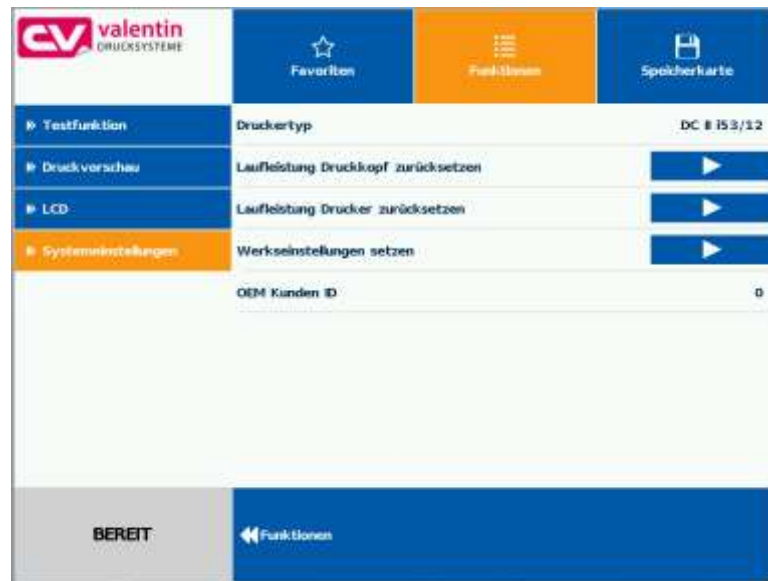 CV valentin
DRUCKSYSTEME
Favoriten
Funktionen
Speicherkarte
Testfunktion
Druckvorschau
LCD
Systemeinstellungen
Druckertyp DC II i53/12
Laufleistung Druckkopf zurücksetzen
Laufleistung Drucker zurücksetzen
Werkseinstellungen setzen
OEM Kunden ID 0
BEREIT
Funktionen